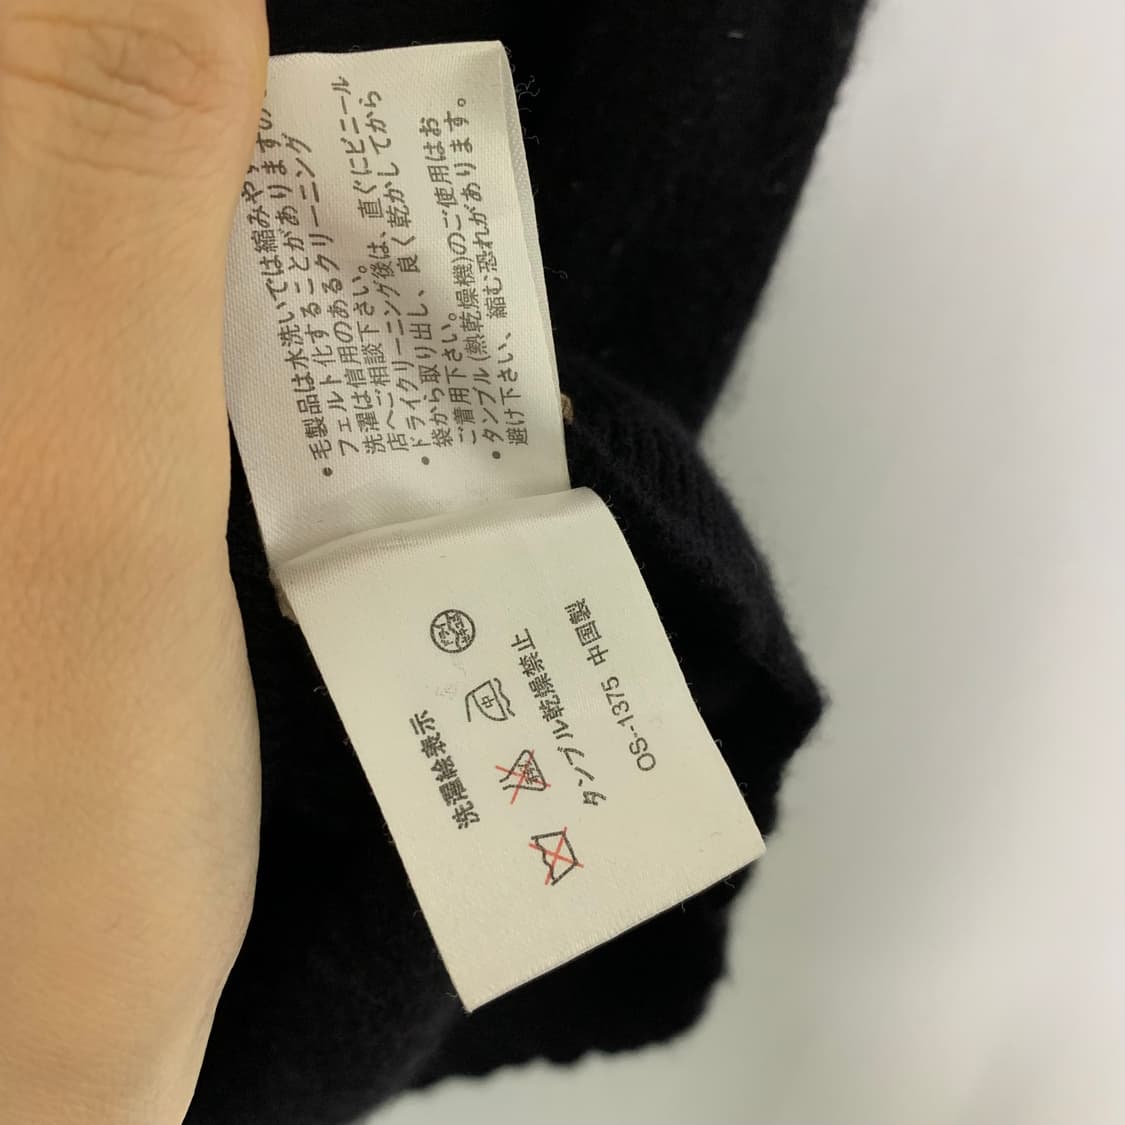 ・毛製品は水洗いでは縮みやすの
フェルト化することがあります
洗濯は信用のあるクリーニング
店へご相談下さい。
・ドライクリーニング後は、直ぐにビニール
袋から取り出し、良く乾かしてから
ご着用下さい。
・タンブル(熱乾燥機)のご使用はお
避け下さい、縮む恐れがあります。
洗濯絵表示
中
タンブル乾燥禁止
OS-1375 中国製